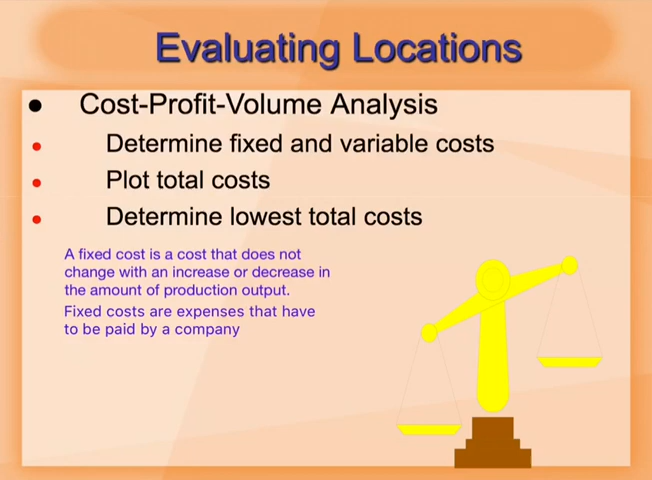 Evaluating Locations
• Cost-Profit-Volume Analysis
• Determine fixed and variable costs
• Plot total costs
• Determine lowest total costs
A fixed cost is a cost that does not
change with an increase or decrease in
the amount of production output.
Fixed costs are expenses that have
to be paid by a company